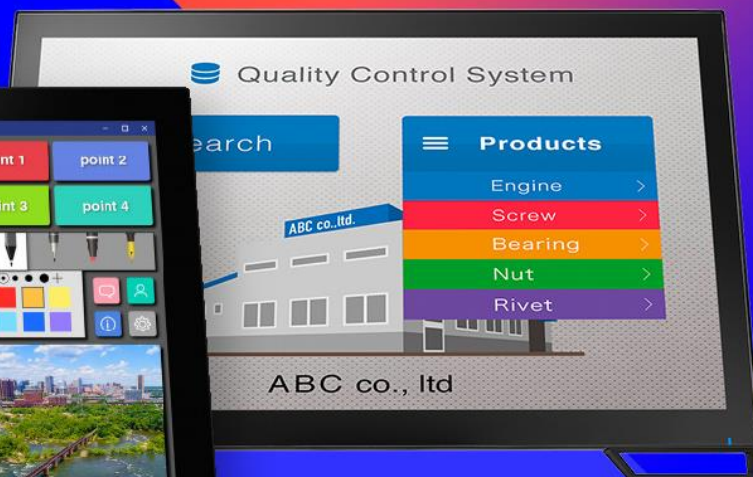 Quality Control System
earch
Products
Engine
Screw
Bearing
Nut
Rivet
ABC co.,ltd.
ABC co., ltd
nt 1
point 2
int 3
point 4